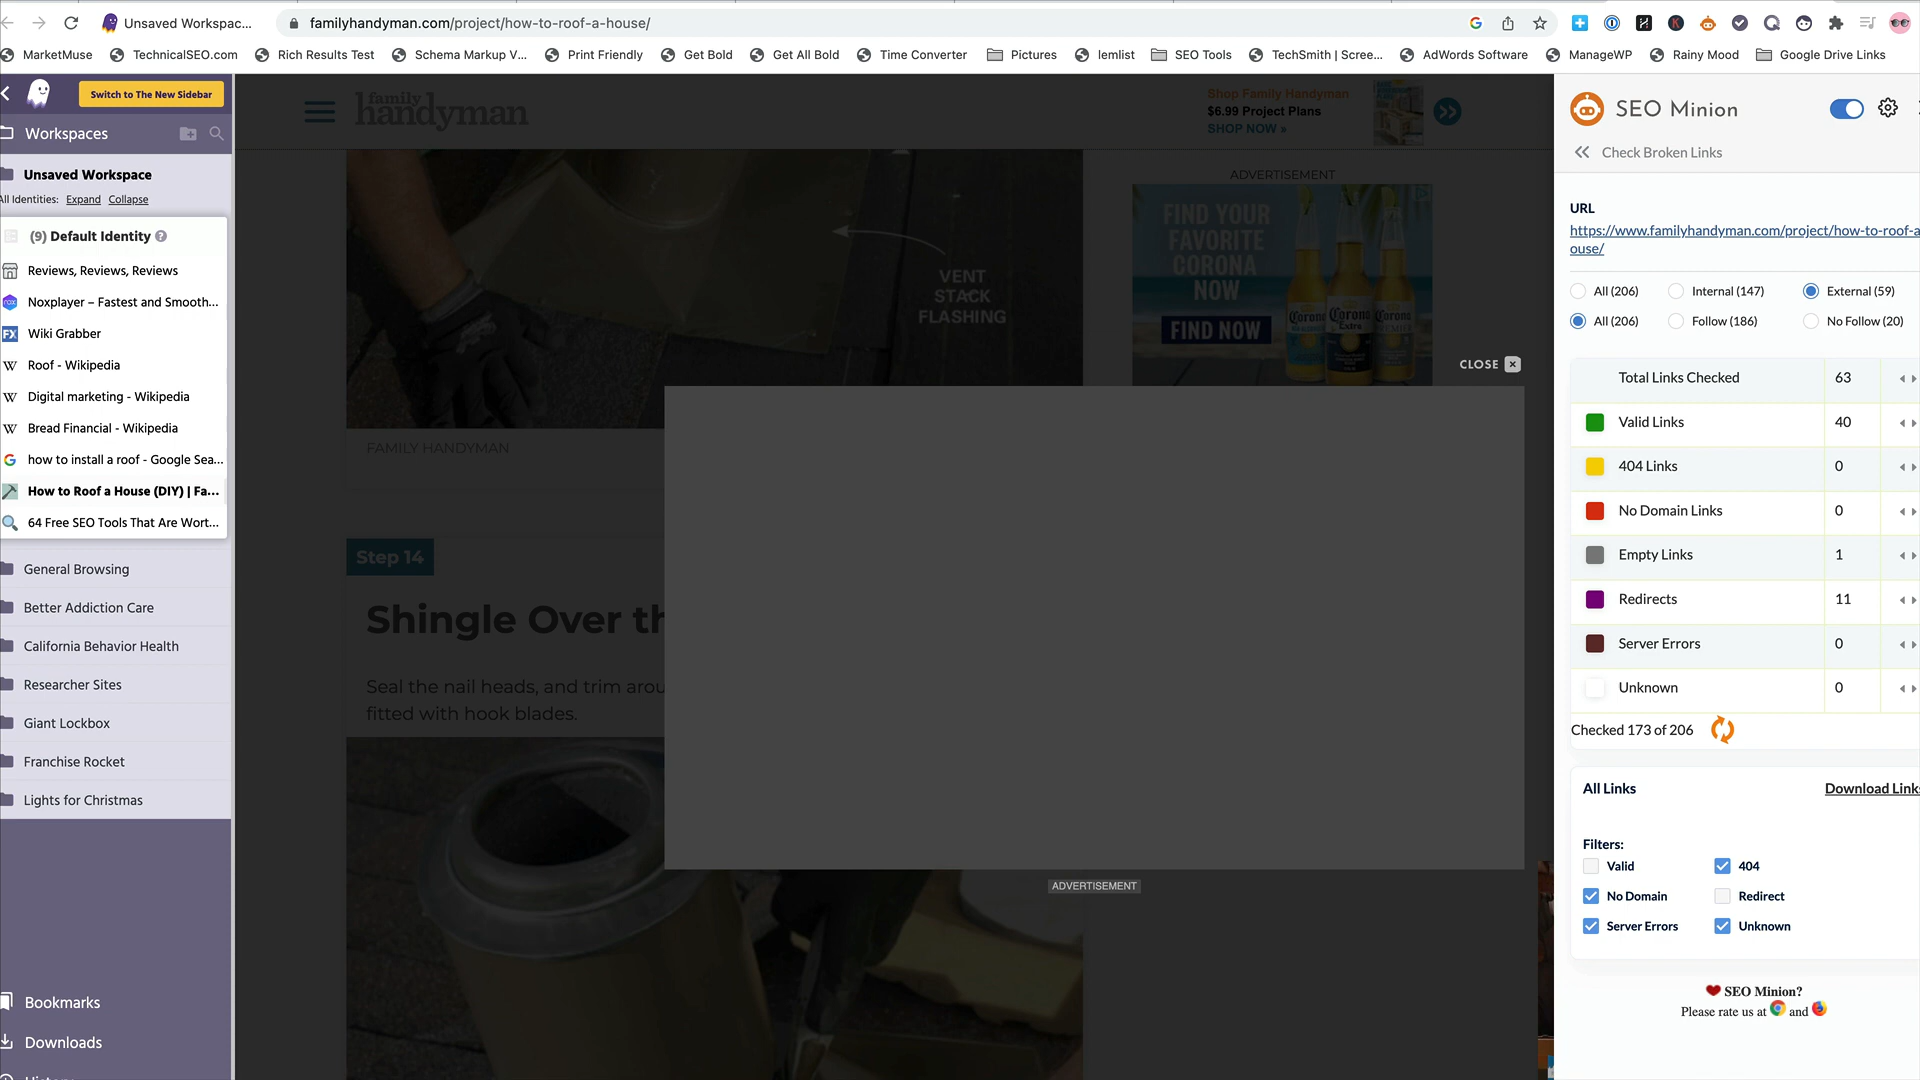 Unsaved Workspac...
familyhandyman.com/project/how-to-roof-a-house/
MarketMuse
TechnicalSEO.com
Rich Results Test
Schema Markup V...
Print Friendly
Get Bold
Get All Bold
Time Converter
Pictures
lemlist
SEO Tools
TechSmith | Scree...
AdWords Software
ManageWP
Rainy Mood
Google Drive Links
Switch to The New Sidebar
Workspaces
Unsaved Workspace
All Identities: Expand Collapse
(9) Default Identity
Reviews, Reviews, Reviews
Noxplayer – Fastest and Smooth...
Wiki Grabber
Roof - Wikipedia
Digital marketing - Wikipedia
Bread Financial - Wikipedia
how to install a roof - Google Sea...
How to Roof a House (DIY) | Fa...
64 Free SEO Tools That Are Wort...
General Browsing
Better Addiction Care
California Behavior Health
Researcher Sites
Giant Lockbox
Franchise Rocket
Lights for Christmas
Bookmarks
Downloads
family
handyman
Shop Family Handyman
$6.99 Project Plans
SHOP NOW »
VENT
STACK
FLASHING
FAMILY HANDYMAN
ADVERTISEMENT
FIND YOUR
FAVORITE
CORONA
NOW
FIND NOW
Corona
Corona
Extra
CLOSE
Step 14
Shingle Over th
Seal the nail heads, and trim arou
fitted with hook blades.
ADVERTISEMENT
SEO Minion
Check Broken Links
URL
https://www.familyhandyman.com/project/how-to-roof-a
ouse/
All (206) Internal (147) External (59)
All (206) Follow (186) No Follow (20)
Total Links Checked 63
Valid Links 40
404 Links 0
No Domain Links 0
Empty Links 1
Redirects 11
Server Errors 0
Unknown 0
Checked 173 of 206
All Links
Download Links
Filters:
Valid 404
No Domain Redirect
Server Errors Unknown
SEO Minion?
Please rate us at and